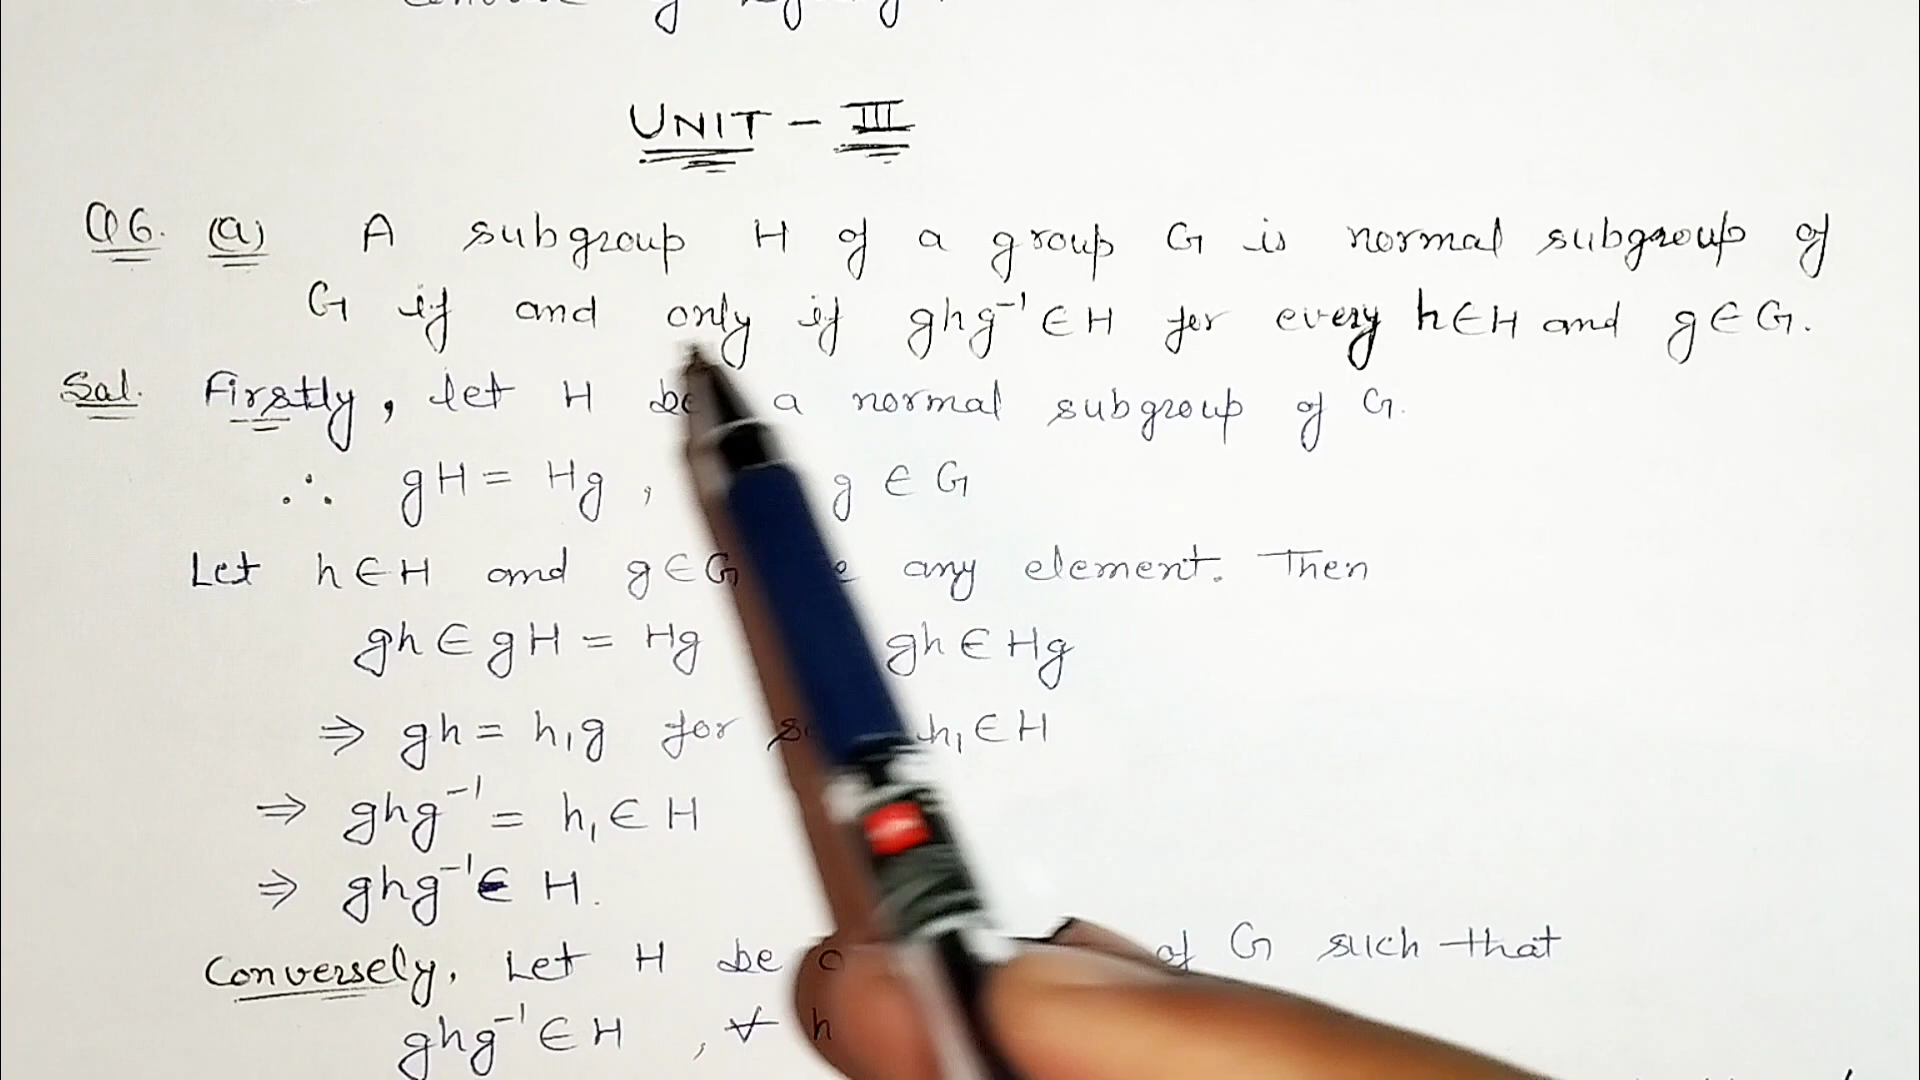 UNIT - III
Q6. (a) A subgroup H of a group G is normal subgroup of
G if and only if ghg⁻¹ ∈ H for every h∈H and g∈G.
Sol. Firstly, let H be a normal subgroup of G.
∴ gH = Hg , g ∈ G
Let h∈H and g∈G any element. Then
gh ∈ gH = Hg gh ∈ Hg
⇒ gh = h₁g for h₁ ∈ H
⇒ ghg⁻¹ = h₁ ∈ H
⇒ ghg⁻¹ ∈ H.
Conversely, Let H be of G such that
ghg⁻¹ ∈ H , ∀ h